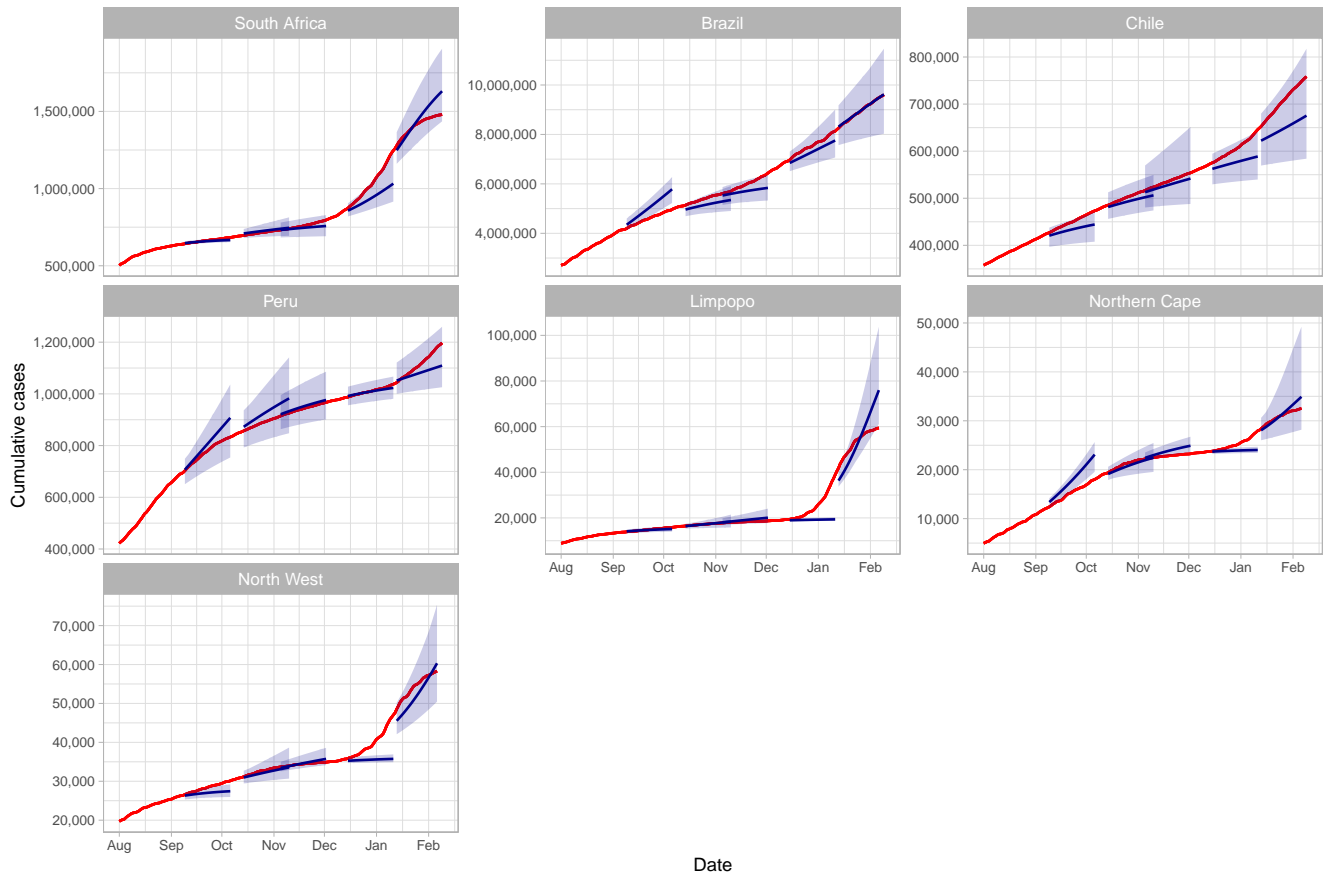 South Africa
Brazil
Chile
1,500,000
1,000,000
500,000
10,000,000
8,000,000
6,000,000
4,000,000
800,000
700,000
600,000
500,000
400,000
Peru
Limpopo
Northern Cape
1,200,000
1,000,000
800,000
600,000
400,000
100,000
80,000
60,000
40,000
20,000
50,000
40,000
30,000
20,000
10,000
Aug Sep Oct Nov Dec Jan Feb
Aug Sep Oct Nov Dec Jan Feb
North West
70,000
60,000
50,000
40,000
30,000
20,000
Aug Sep Oct Nov Dec Jan Feb
Cumulative cases
Date